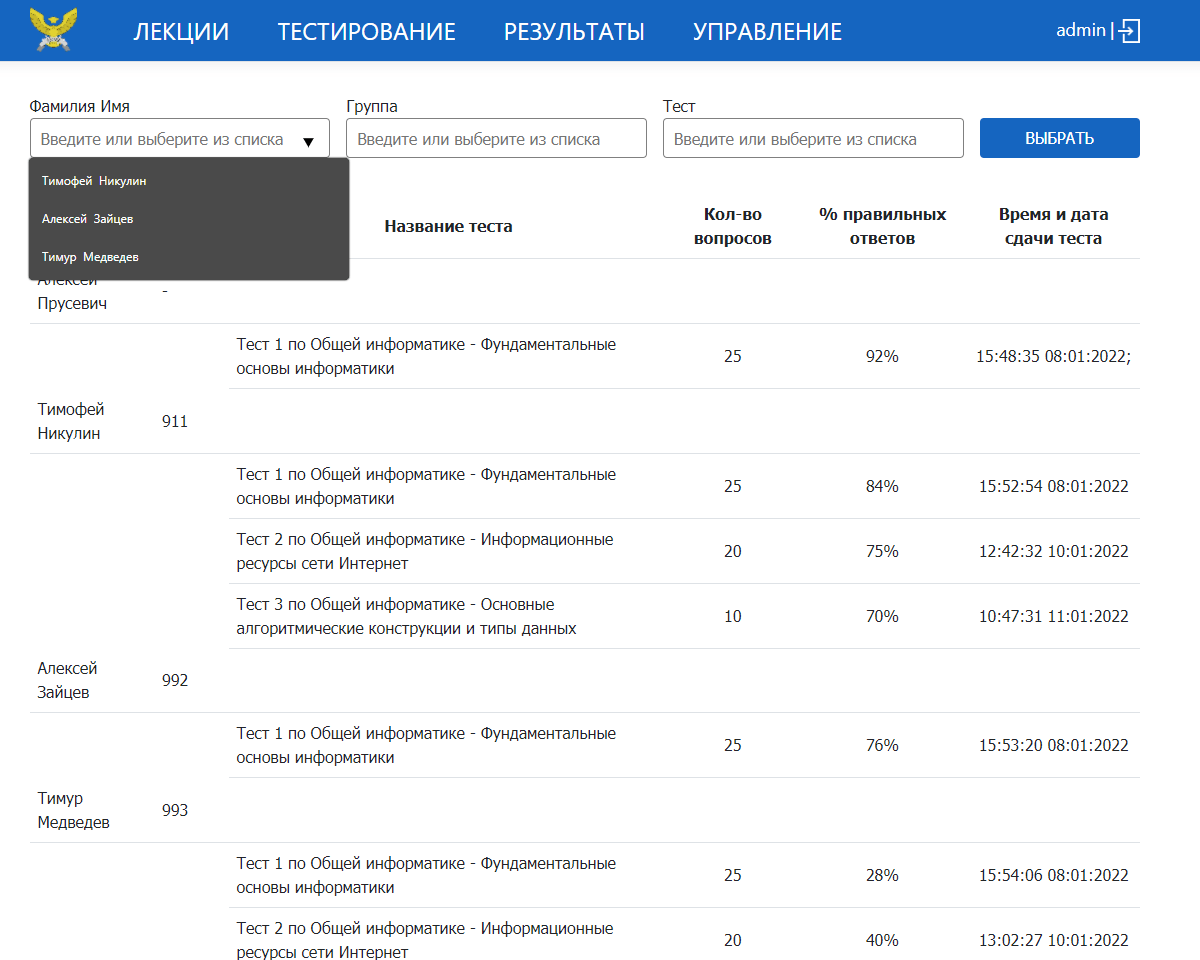 ЛЕКЦИИ ТЕСТИРОВАНИЕ РЕЗУЛЬТАТЫ УПРАВЛЕНИЕ admin |
Фамилия Имя Группа Тест
Введите или выберите из списка ▼ Введите или выберите из списка Введите или выберите из списка ВЫБРАТЬ
Тимофей Никулин
Алексей Зайцев
Тимур Медведев
Название теста
Кол-во
вопросов
% правильных
ответов
Время и дата
сдачи теста
Алексей
Прусевич
-
Тест 1 по Общей информатике - Фундаментальные
основы информатики
25 92% 15:48:35 08:01:2022;
Тимофей
Никулин
911
Тест 1 по Общей информатике - Фундаментальные
основы информатики
25 84% 15:52:54 08:01:2022
Тест 2 по Общей информатике - Информационные
ресурсы сети Интернет
20 75% 12:42:32 10:01:2022
Тест 3 по Общей информатике - Основные
алгоритмические конструкции и типы данных
10 70% 10:47:31 11:01:2022
Алексей
Зайцев
992
Тест 1 по Общей информатике - Фундаментальные
основы информатики
25 76% 15:53:20 08:01:2022
Тимур
Медведев
993
Тест 1 по Общей информатике - Фундаментальные
основы информатики
25 28% 15:54:06 08:01:2022
Тест 2 по Общей информатике - Информационные
ресурсы сети Интернет
20 40% 13:02:27 10:01:2022